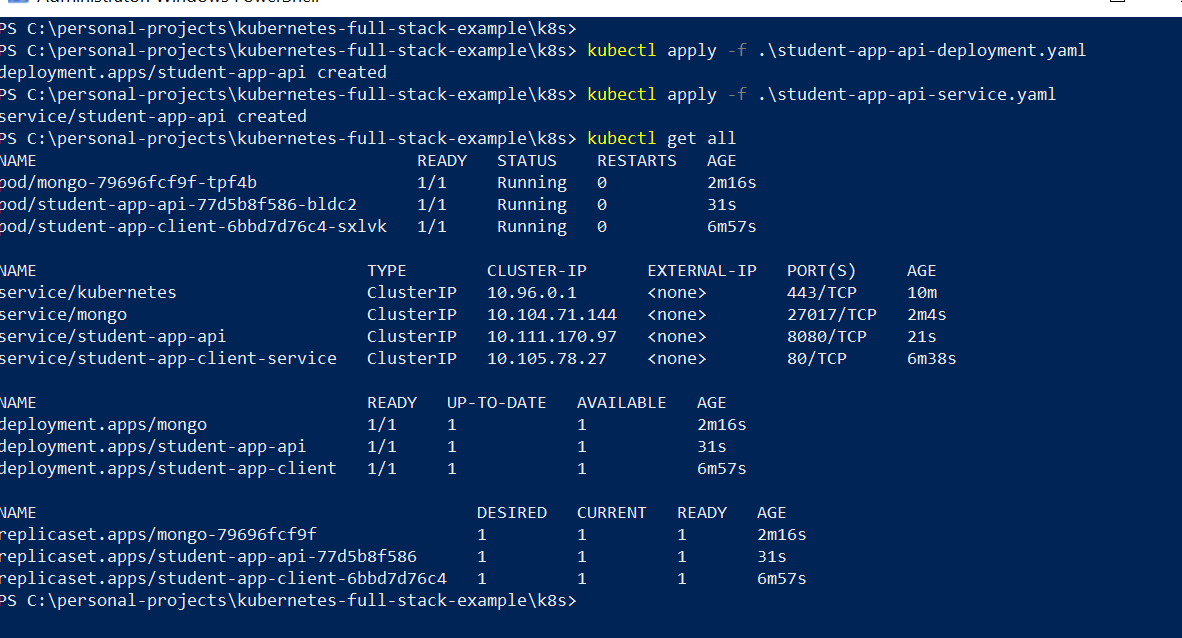 PS C:\personal-projects\kubernetes-full-stack-example\k8s>
PS C:\personal-projects\kubernetes-full-stack-example\k8s> kubectl apply -f .\student-app-api-deployment.yaml
deployment.apps/student-app-api created
PS C:\personal-projects\kubernetes-full-stack-example\k8s> kubectl apply -f .\student-app-api-service.yaml
service/student-app-api created
PS C:\personal-projects\kubernetes-full-stack-example\k8s> kubectl get all
NAME READY STATUS RESTARTS AGE
pod/mongo-79696fcf9f-tpf4b 1/1 Running 0 2m16s
pod/student-app-api-77d5b8f586-bldc2 1/1 Running 0 31s
pod/student-app-client-6bbd7d76c4-sxlvk 1/1 Running 0 6m57s
NAME TYPE CLUSTER-IP EXTERNAL-IP PORT(S) AGE
service/kubernetes ClusterIP 10.96.0.1 <none> 443/TCP 10m
service/mongo ClusterIP 10.104.71.144 <none> 27017/TCP 2m4s
service/student-app-api ClusterIP 10.111.170.97 <none> 8080/TCP 21s
service/student-app-client-service ClusterIP 10.105.78.27 <none> 80/TCP 6m38s
NAME READY UP-TO-DATE AVAILABLE AGE
deployment.apps/mongo 1/1 1 1 2m16s
deployment.apps/student-app-api 1/1 1 1 31s
deployment.apps/student-app-client 1/1 1 1 6m57s
NAME DESIRED CURRENT READY AGE
replicaset.apps/mongo-79696fcf9f 1 1 1 2m16s
replicaset.apps/student-app-api-77d5b8f586 1 1 1 31s
replicaset.apps/student-app-client-6bbd7d76c4 1 1 1 6m57s
PS C:\personal-projects\kubernetes-full-stack-example\k8s>